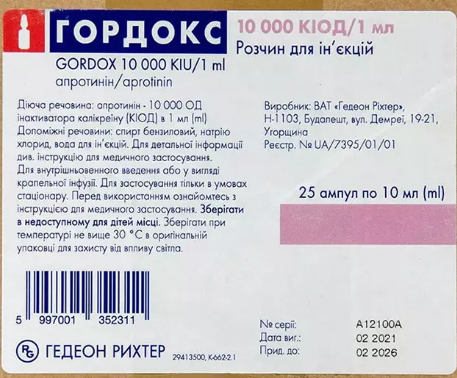 ГОРДОКС
10 000 КІОД/1 мл
Розчин для ін’єкцій
GORDOX 10 000 KIU/1 ml
апротинін/aprotinin
Діюча речовина: апротинін - 10 000 ОД
інактиватора калікреїну (КІОД) в 1 мл (ml)
Допоміжні речовини: спирт бензиловий, натрію
хлорид, вода для ін’єкцій. Для детальної інформації
див. інструкцію для медичного застосування.
Для внутрішньовенного введення або у вигляді
крапельної інфузії. Для застосування тільки в умовах
стаціонару. Перед використанням ознайомтесь з
інструкцією для медичного застосування. Зберігати
в недоступному для дітей місці. Зберігати при
температурі не вище 30 °C в оригінальній
упаковці для захисту від впливу світла.
Виробник: ВАТ «Гедеон Ріхтер»,
Н-1103, Будапешт, вул. Демреї, 19-21,
Угорщина
Реєстр. № UA/7395/01/01
25 ампул по 10 мл (ml)
5 997001 352311
RG ГЕДЕОН РИХТЕР
29413500, K-662-2.1
№ серії: A12100A
Вигот.: 02 2021
Прид. до: 02 2026